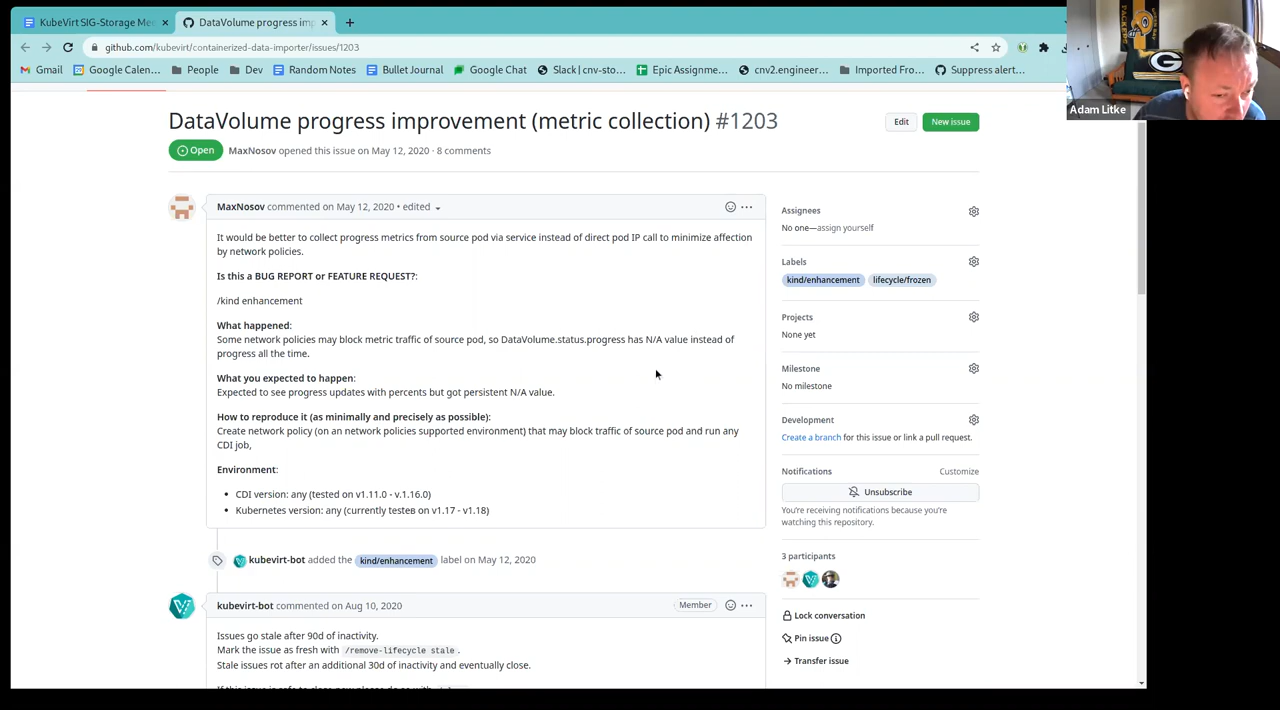 KubeVirt SIG-Storage Me
DataVolume progress imp
github.com/kubevirt/containerized-data-importer/issues/1203
Gmail
Google Calen...
People
Dev
Random Notes
Bullet Journal
Google Chat
Slack | cnv-sto...
Epic Assignme...
cnv2.engineer...
Imported Fro...
Suppress alert...
PACKERS
G
Adam Litke
DataVolume progress improvement (metric collection) #1203
Edit
New issue
Open
MaxNosov opened this issue on May 12, 2020 · 8 comments
MaxNosov commented on May 12, 2020 • edited
It would be better to collect progress metrics from source pod via service instead of direct pod IP call to minimize affection
by network policies.
Is this a BUG REPORT or FEATURE REQUEST?:
/kind enhancement
What happened:
Some network policies may block metric traffic of source pod, so DataVolume.status.progress has N/A value instead of
progress all the time.
What you expected to happen:
Expected to see progress updates with percents but got persistent N/A value.
How to reproduce it (as minimally and precisely as possible):
Create network policy (on an network policies supported environment) that may block traffic of source pod and run any
CDI job,
Environment:
• CDI version: any (tested on v1.11.0 - v.1.16.0)
• Kubernetes version: any (currently testeв on v1.17 - v1.18)
kubevirt-bot added the kind/enhancement label on May 12, 2020
kubevirt-bot commented on Aug 10, 2020
Member
Issues go stale after 90d of inactivity.
Mark the issue as fresh with /remove-lifecycle stale.
Stale issues rot after an additional 30d of inactivity and eventually close.
If this issue is safe to close now please do so with
Assignees
No one—assign yourself
Labels
kind/enhancement
lifecycle/frozen
Projects
None yet
Milestone
No milestone
Development
Create a branch for this issue or link a pull request.
Notifications
Customize
Unsubscribe
You're receiving notifications because you're
watching this repository.
3 participants
Lock conversation
Pin issue
Transfer issue